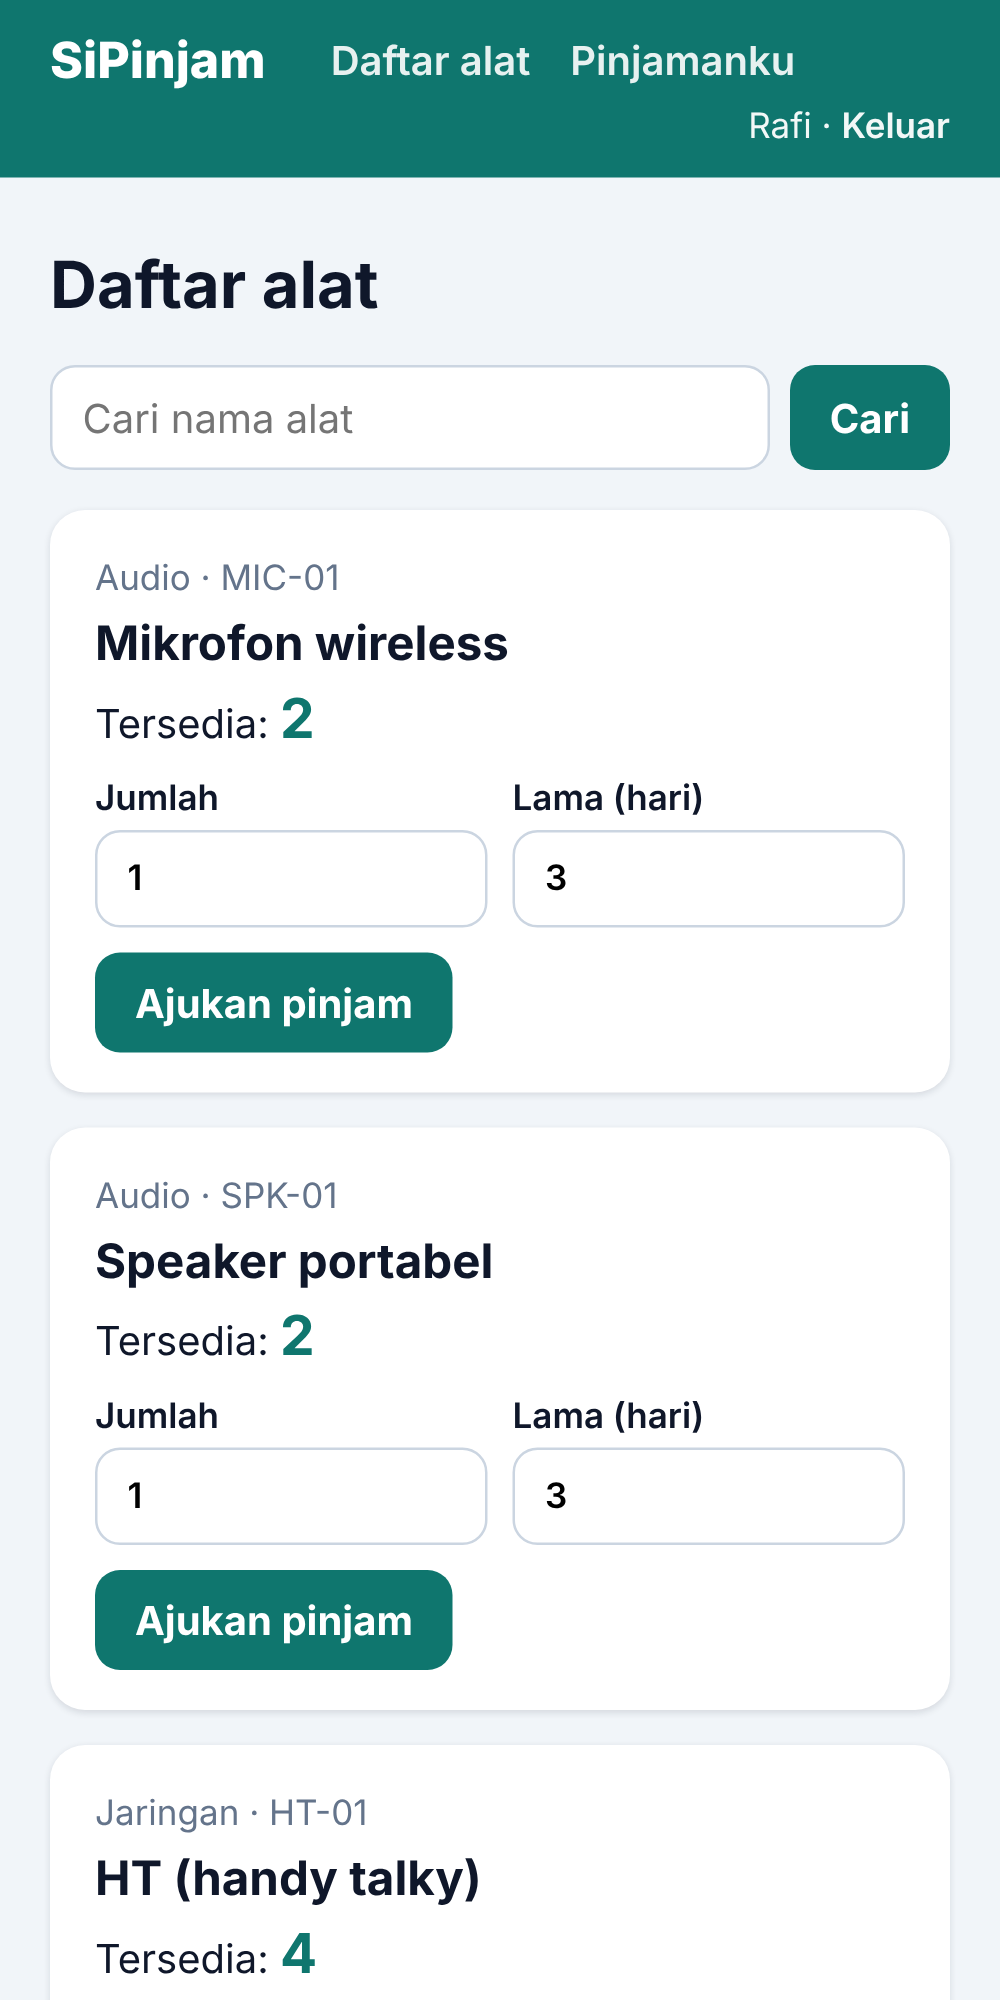 SiPinjam Daftar alat Pinjamanku
Rafi · Keluar
Daftar alat
Cari nama alat Cari
Audio · MIC-01
Mikrofon wireless
Tersedia: 2
Jumlah Lama (hari)
1 3
Ajukan pinjam
Audio · SPK-01
Speaker portabel
Tersedia: 2
Jumlah Lama (hari)
1 3
Ajukan pinjam
Jaringan · HT-01
HT (handy talky)
Tersedia: 4